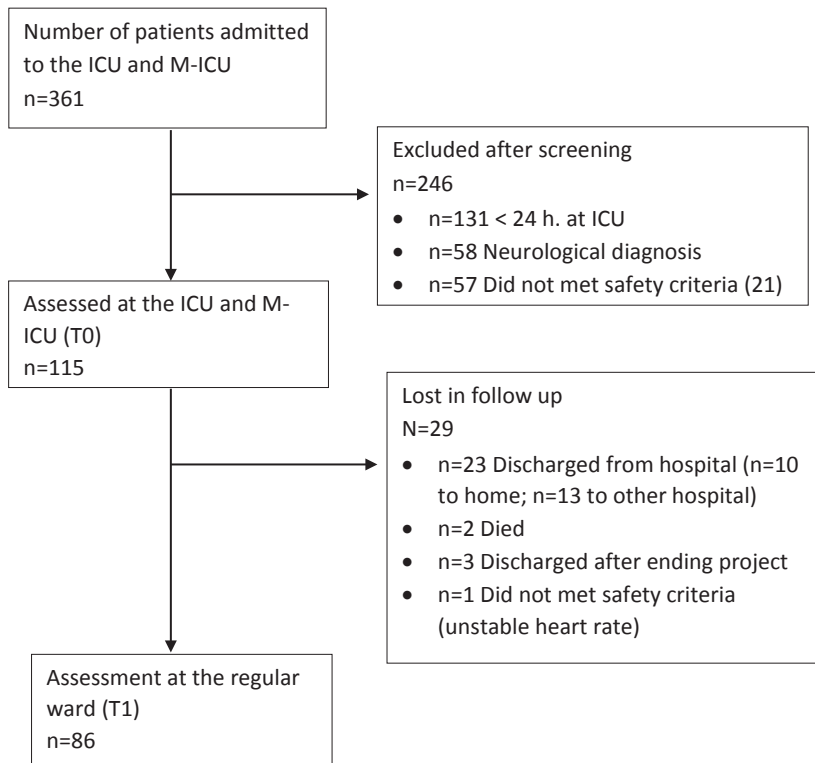 Number of patients admitted
to the ICU and M-ICU
n=361
Excluded after screening
n=246
• n=131 < 24 h. at ICU
• n=58 Neurological diagnosis
• n=57 Did not met safety criteria (21)
Assessed at the ICU and M-
ICU (T0)
n=115
Lost in follow up
N=29
• n=23 Discharged from hospital (n=10
to home; n=13 to other hospital)
• n=2 Died
• n=3 Discharged after ending project
• n=1 Did not met safety criteria
(unstable heart rate)
Assessment at the regular
ward (T1)
n=86